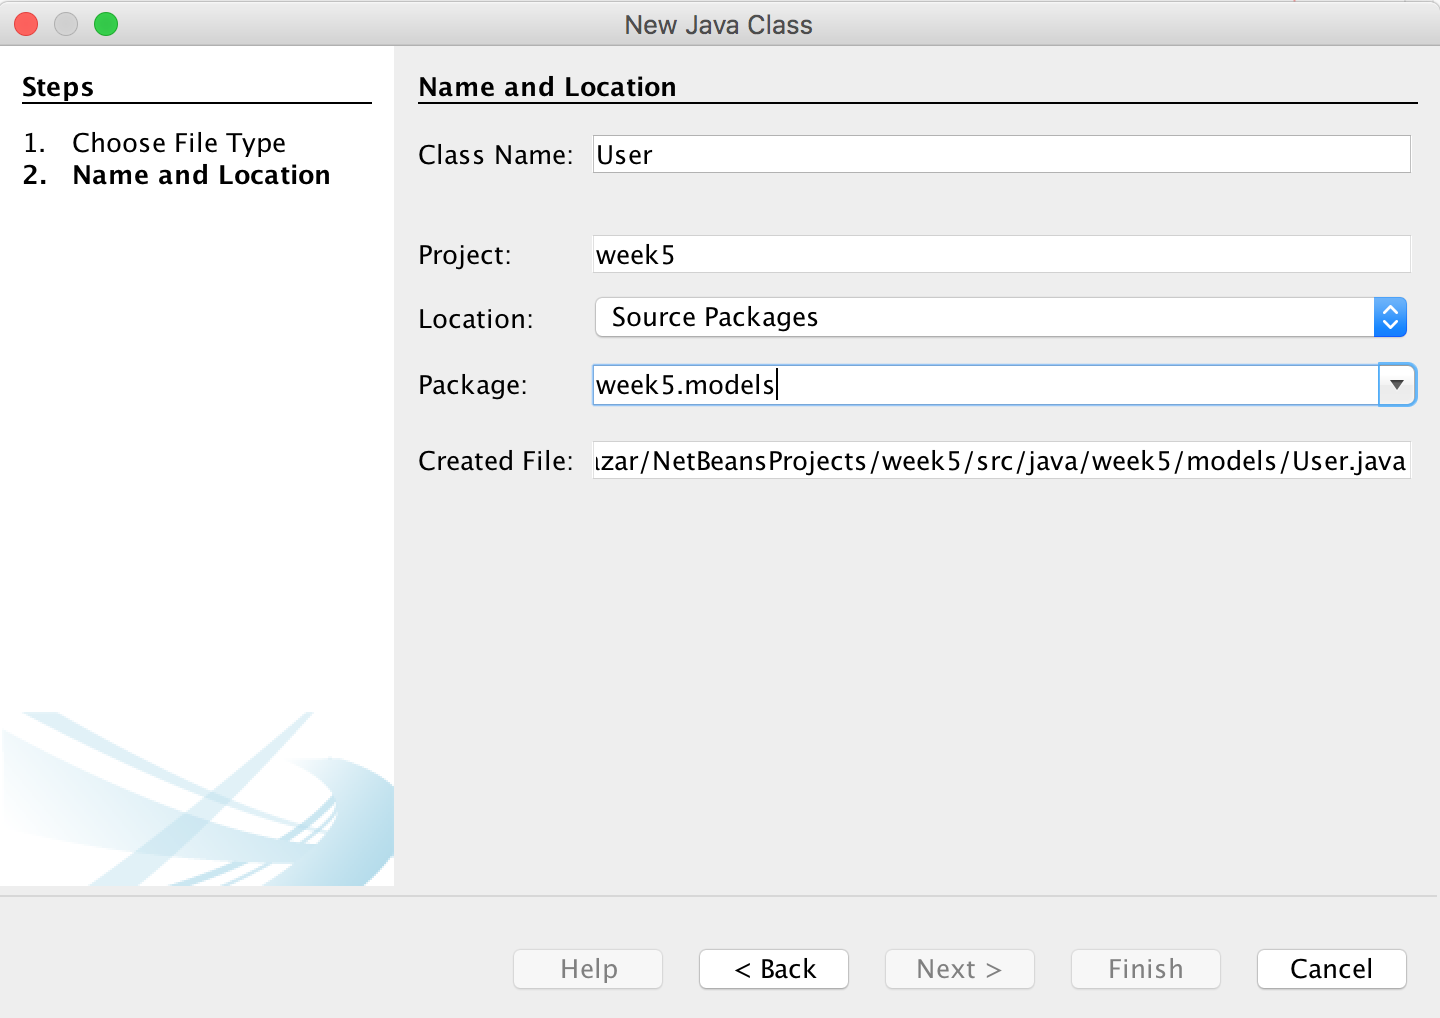 New Java Class
Steps
1. Choose File Type
2. Name and Location
Name and Location
Class Name: User
Project: week5
Location: Source Packages
Package: week5.models
Created File: zar/NetBeansProjects/week5/src/java/week5/models/User.java
Help
< Back
Next >
Finish
Cancel